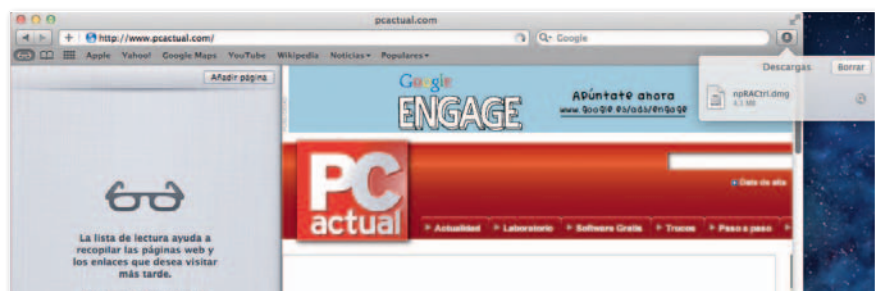 pcactual.com
http://www.pcactual.com/
Google
Apple Yahoo! Google Maps YouTube Wikipedia Noticias Populares
Descargas Borrar
npRACtrl.dmg
4,3 MB
Añadir página
Google
ENGAGE
Apúntate ahora
www.google.es/ads/engage
PC
actual
Date de alta
Actualidad Laboratorio Software Gratis Trucos Paso a paso
La lista de lectura ayuda a
recopilar las páginas web y
los enlaces que desea visitar
más tarde.